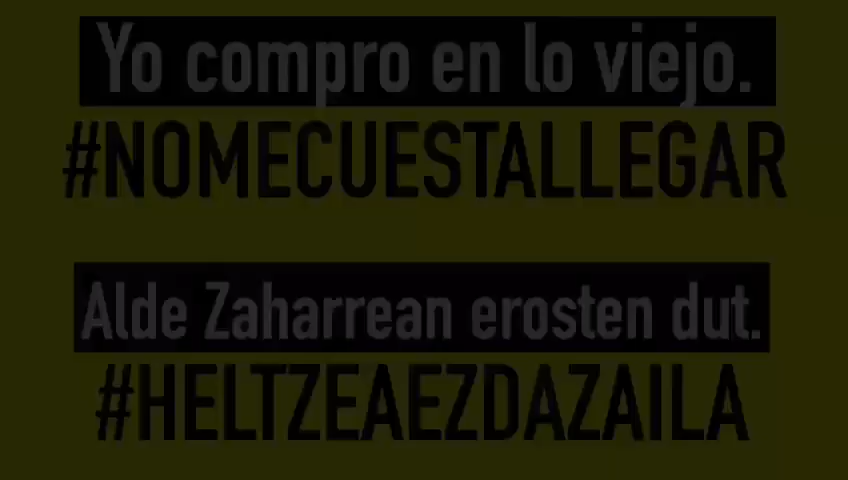 Yo compro en lo viejo.
#NOMECUESTALLEGAR
Alde Zaharrean erosten dut.
#HELTZEAEZDAZAILA